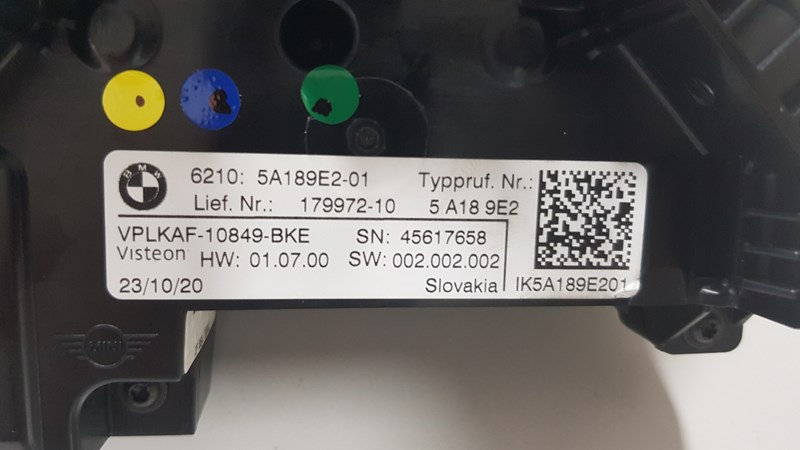 BMW
6210: 5A189E2-01 Typpruf. Nr.:
Lief. Nr.: 179972-10 5 A18 9E2
VPLKAF-10849-BKE SN: 45617658
Visteon HW: 01.07.00 SW: 002.002.002
23/10/20 Slovakia IK5A189E201